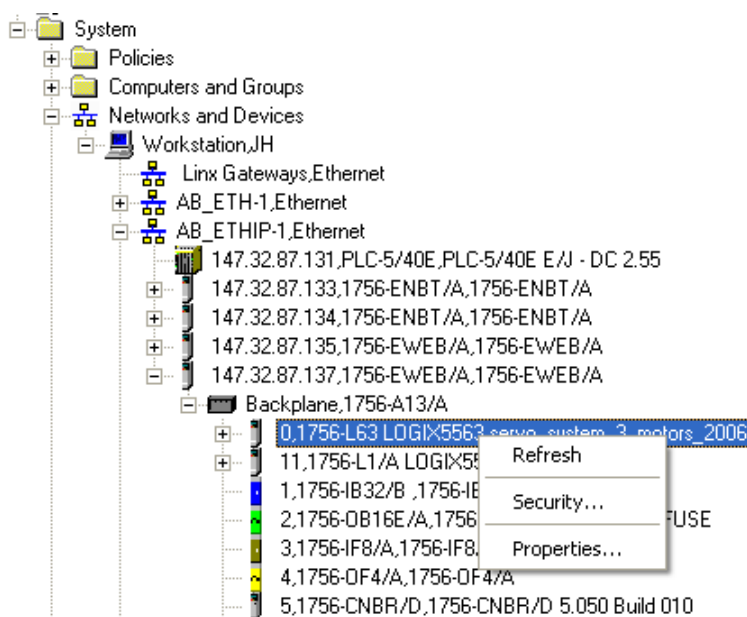 System
Policies
Computers and Groups
Networks and Devices
Workstation,JH
Linx Gateways,Ethernet
AB_ETH-1,Ethernet
AB_ETHIP-1,Ethernet
147.32.87.131,PLC-5/40E,PLC-5/40E E/J - DC 2.55
147.32.87.133,1756-ENBT/A,1756-ENBT/A
147.32.87.134,1756-ENBT/A,1756-ENBT/A
147.32.87.135,1756-EWEB/A,1756-EWEB/A
147.32.87.137,1756-EWEB/A,1756-EWEB/A
Backplane,1756-A13/A
0,1756-L63 LOGIX5563,servo_system_3_motors_2006
Refresh
11,1756-L1/A LOGIX55
Security...
1,1756-IB32/B ,1756-IB
2,1756-OB16E/A,1756 FUSE
Properties...
3,1756-IF8/A,1756-IF8/
4,1756-OF4/A,1756-OF4/A
5,1756-CNBR/D,1756-CNBR/D 5.050 Build 010